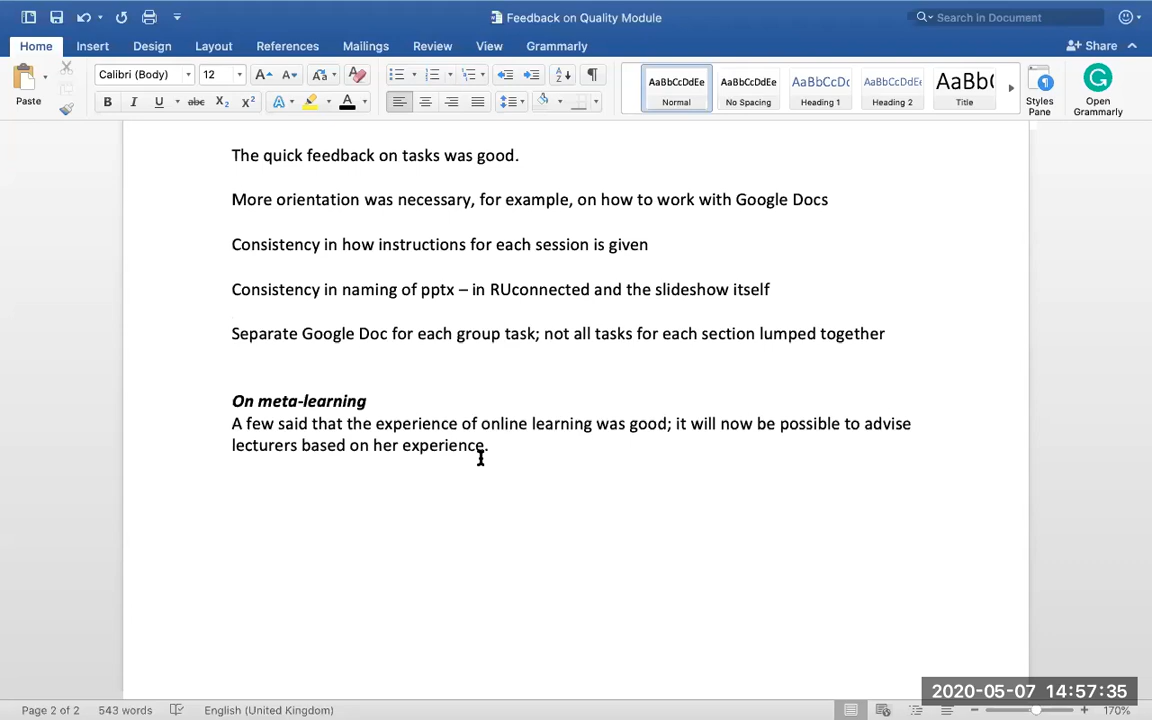 Feedback on Quality Module
Search in Document
Home Insert Design Layout References Mailings Review View Grammarly
Share
Paste
Calibri (Body) 12
AaBbCcDdEe AaBbCcDdEe AaBbCcDc AaBbCcDdEe AaBb(
Normal No Spacing Heading 1 Heading 2 Title
Styles Pane
Open Grammarly
The quick feedback on tasks was good.
More orientation was necessary, for example, on how to work with Google Docs
Consistency in how instructions for each session is given
Consistency in naming of pptx – in RUconnected and the slideshow itself
Separate Google Doc for each group task; not all tasks for each section lumped together
On meta-learning
A few said that the experience of online learning was good; it will now be possible to advise
lecturers based on her experience.
2020-05-07 14:57:35
Page 2 of 2 543 words English (United Kingdom) 170%